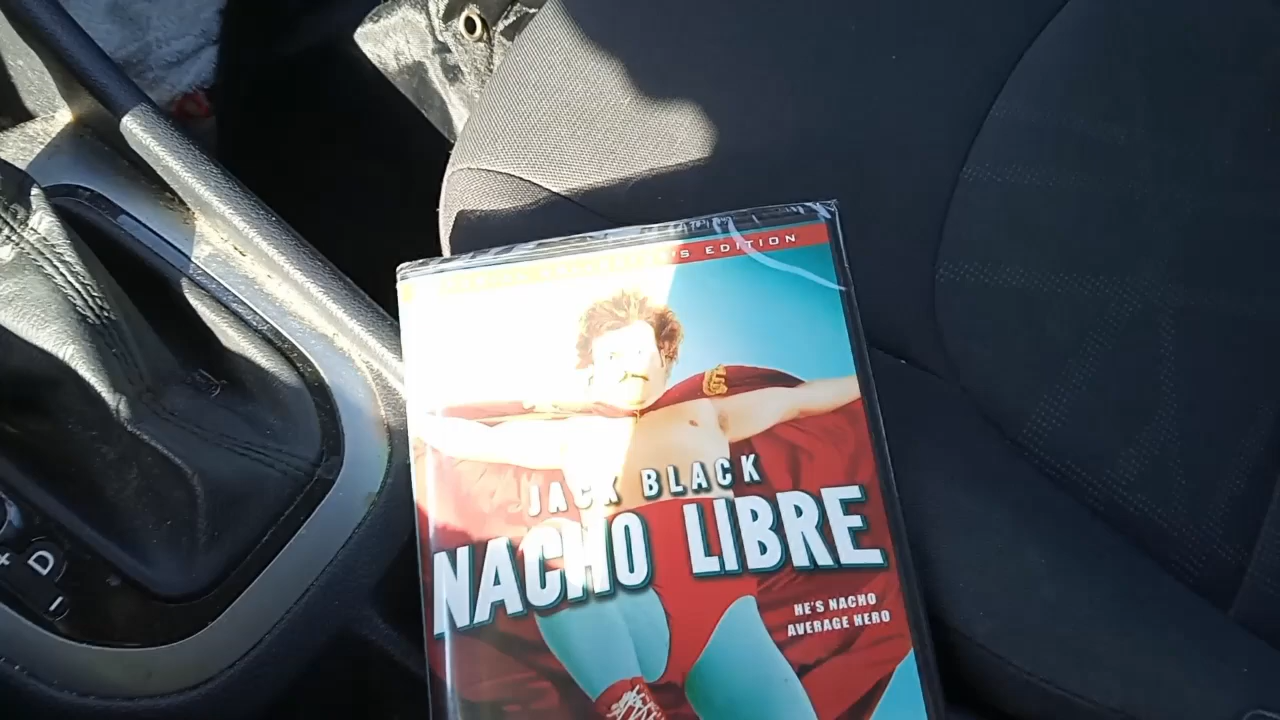 'S EDITION
JACK BLACK
NACHO LIBRE
HE'S NACHO
AVERAGE HERO
+ D
-